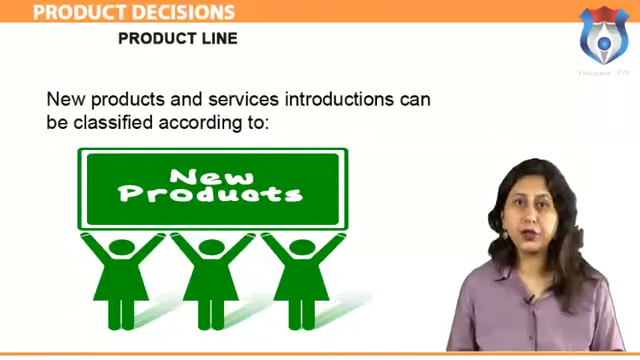 PRODUCT DECISIONS
PRODUCT LINE
New products and services introductions can
be classified according to:
New
Products